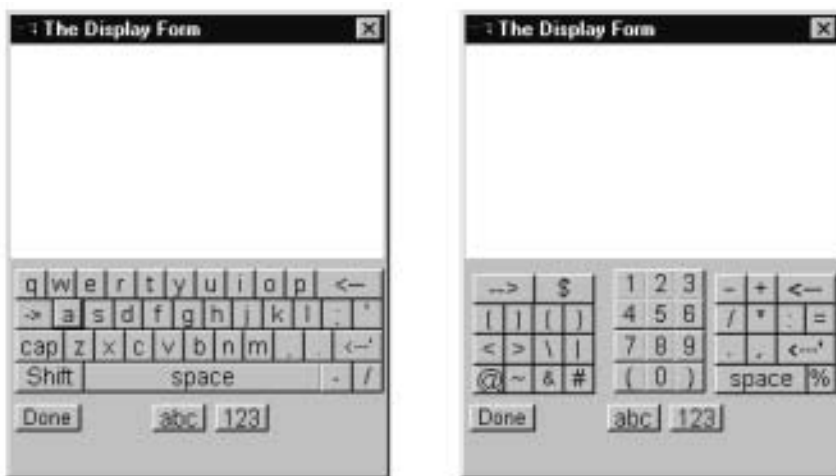 The Display Form
q w e r t y u i o p <--
-> a s d f g h j k l ; '
cap z x c v b n m , . <--'
Shift space - /
Done abc 123
The Display Form
--> $ 1 2 3 - + <--
[ ] { } 4 5 6 / * : =
< > \ | 7 8 9 . , <---'
@ ~ & # ( 0 ) space %
Done abc 123